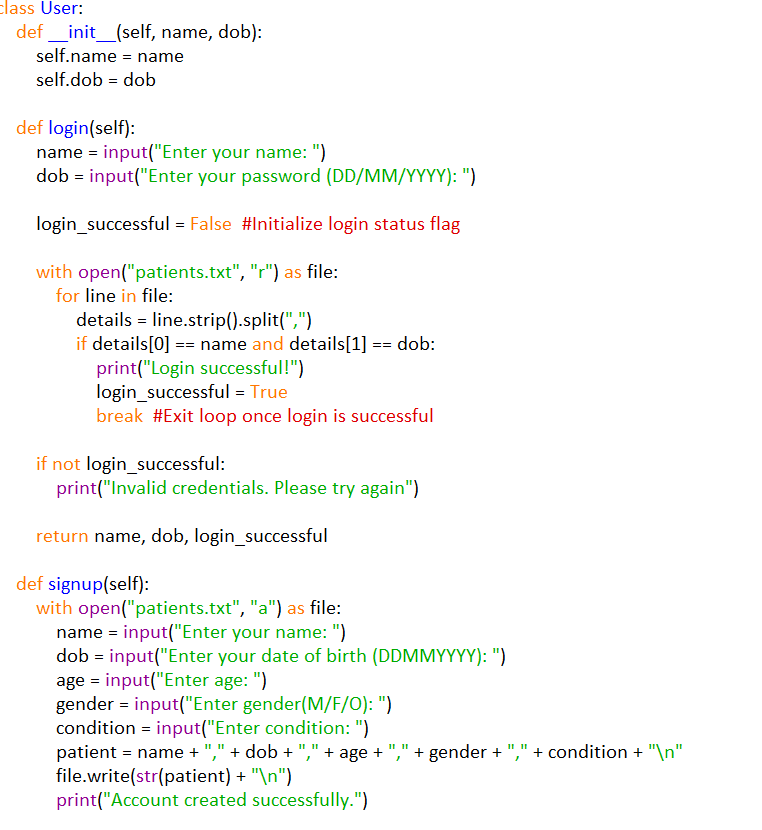 class User:
def __init__(self, name, dob):
self.name = name
self.dob = dob
def login(self):
name = input("Enter your name: ")
dob = input("Enter your password (DD/MM/YYYY): ")
login_successful = False  #Initialize login status flag
with open("patients.txt", "r") as file:
for line in file:
details = line.strip().split(",")
if details[0] == name and details[1] == dob:
print("Login successful!")
login_successful = True
break  #Exit loop once login is successful
if not login_successful:
print("Invalid credentials. Please try again")
return name, dob, login_successful
def signup(self):
with open("patients.txt", "a") as file:
name = input("Enter your name: ")
dob = input("Enter your date of birth (DDMMYYYY): ")
age = input("Enter age: ")
gender = input("Enter gender(M/F/O): ")
condition = input("Enter condition: ")
patient = name + "," + dob + "," + age + "," + gender + "," + condition + "\n"
file.write(str(patient) + "\n")
print("Account created successfully.")